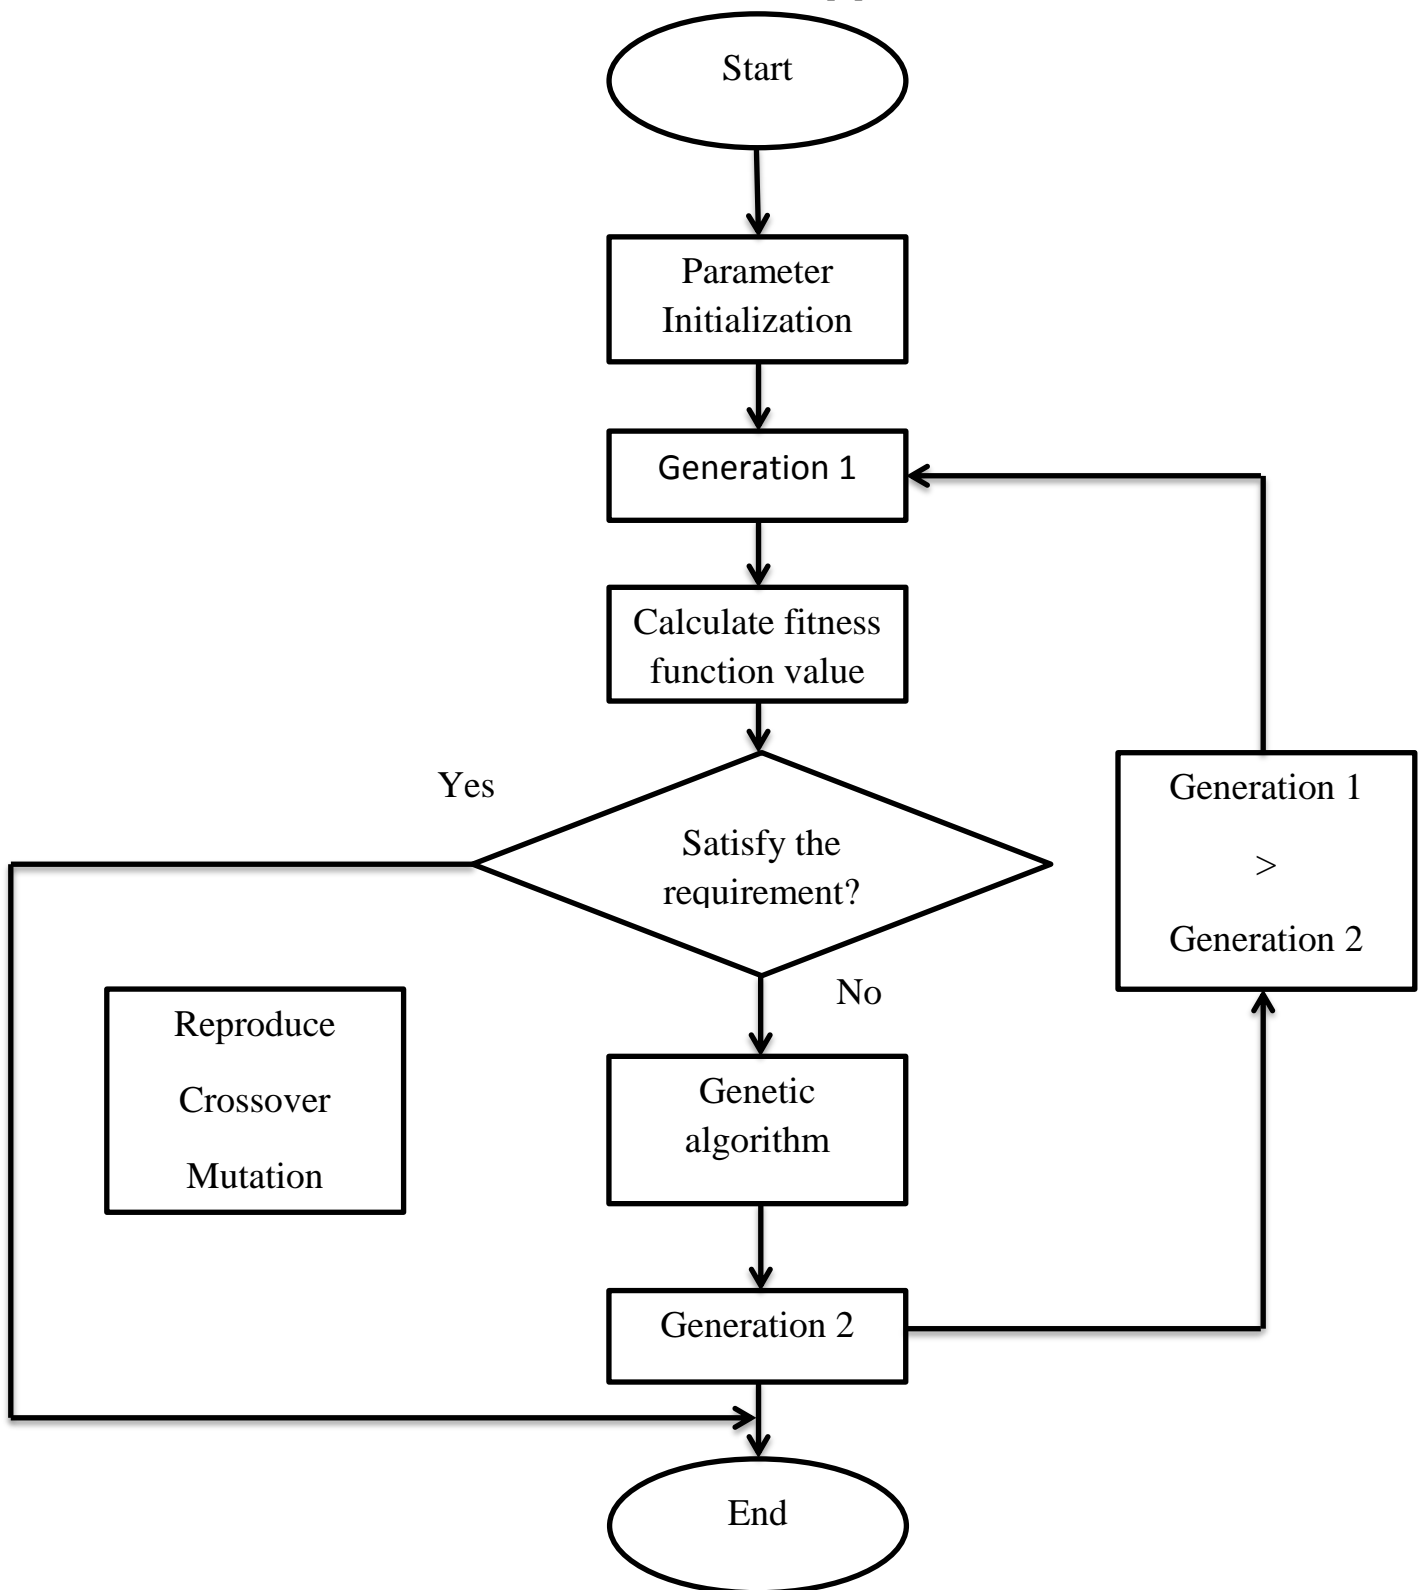 Start
Parameter
Initialization
Generation 1
Calculate fitness
function value
Yes
Satisfy the
requirement?
Generation 1
>
Generation 2
No
Reproduce
Crossover
Mutation
Genetic
algorithm
Generation 2
End